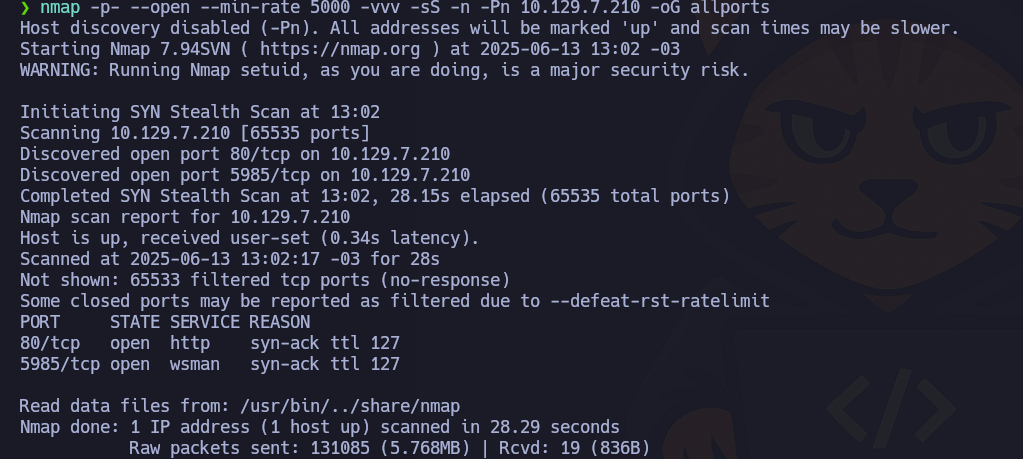 ❯ nmap -p- --open --min-rate 5000 -vvv -sS -n -Pn 10.129.7.210 -oG allports
Host discovery disabled (-Pn). All addresses will be marked 'up' and scan times may be slower.
Starting Nmap 7.94SVN ( https://nmap.org ) at 2025-06-13 13:02 -03
WARNING: Running Nmap setuid, as you are doing, is a major security risk.

Initiating SYN Stealth Scan at 13:02
Scanning 10.129.7.210 [65535 ports]
Discovered open port 80/tcp on 10.129.7.210
Discovered open port 5985/tcp on 10.129.7.210
Completed SYN Stealth Scan at 13:02, 28.15s elapsed (65535 total ports)
Nmap scan report for 10.129.7.210
Host is up, received user-set (0.34s latency).
Scanned at 2025-06-13 13:02:17 -03 for 28s
Not shown: 65533 filtered tcp ports (no-response)
Some closed ports may be reported as filtered due to --defeat-rst-ratelimit
PORT     STATE SERVICE REASON
80/tcp   open  http    syn-ack ttl 127
5985/tcp open  wsman   syn-ack ttl 127

Read data files from: /usr/bin/../share/nmap
Nmap done: 1 IP address (1 host up) scanned in 28.29 seconds
           Raw packets sent: 131085 (5.768MB) | Rcvd: 19 (836B)